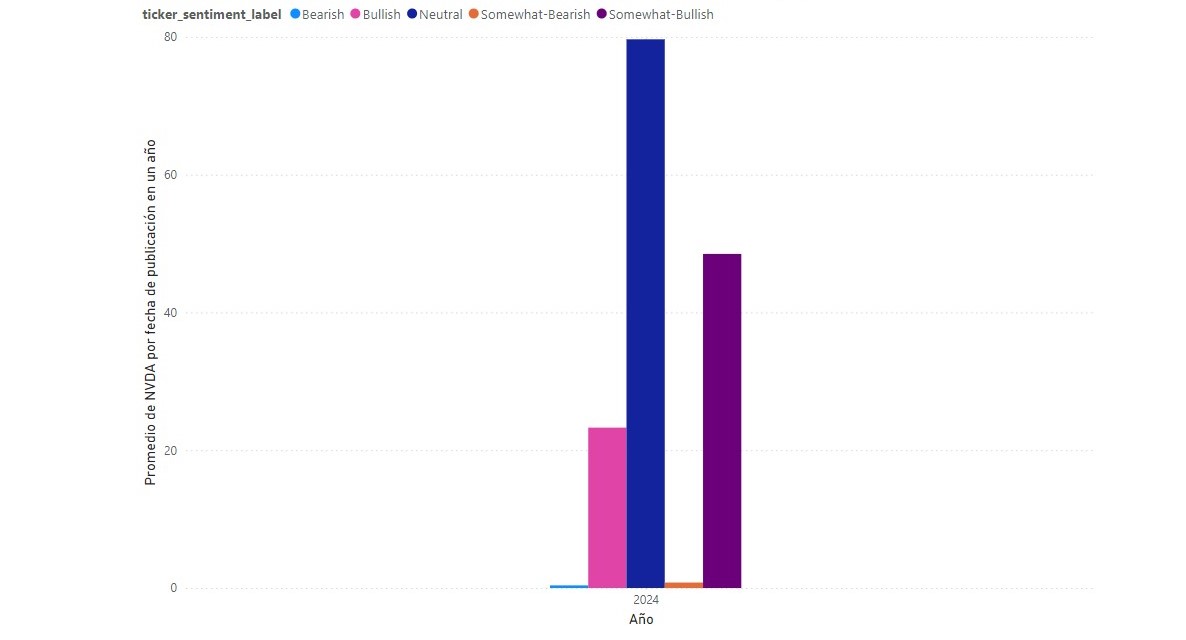 ticker_sentiment_label Bearish Bullish Neutral Somewhat-Bearish Somewhat-Bullish
80
60
40
20
0
Promedio de NVDA por fecha de publicación en un año
2024
Año